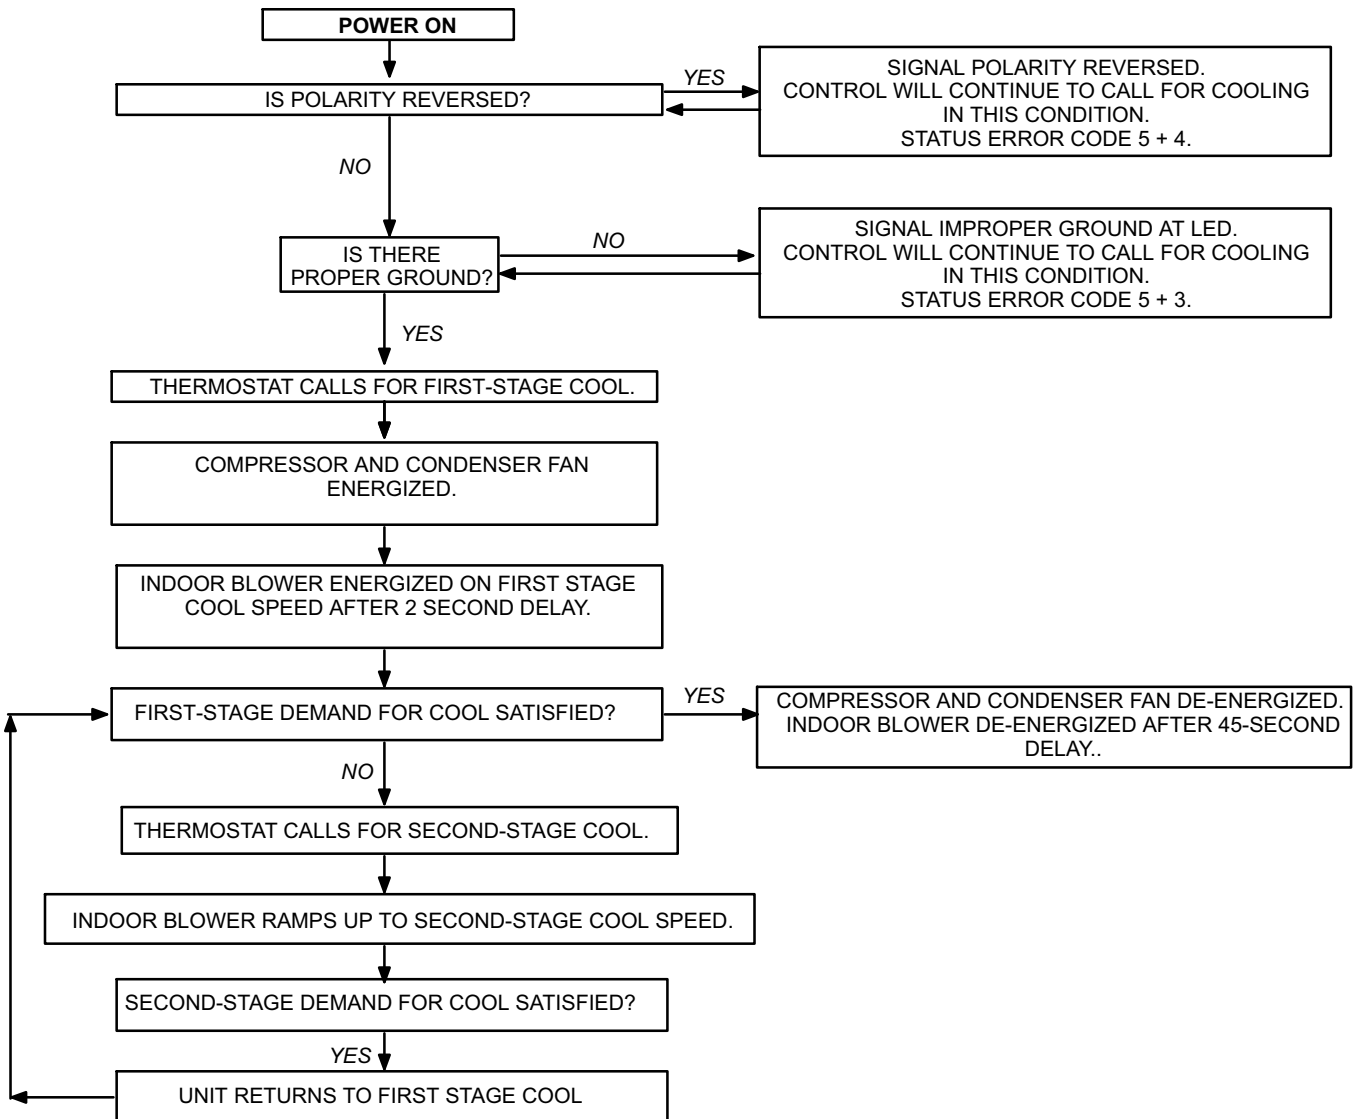 POWER ON
IS POLARITY REVERSED?
YES
SIGNAL POLARITY REVERSED.
CONTROL WILL CONTINUE TO CALL FOR COOLING
IN THIS CONDITION.
STATUS ERROR CODE 5 + 4.
NO
IS THERE
PROPER GROUND?
NO
SIGNAL IMPROPER GROUND AT LED.
CONTROL WILL CONTINUE TO CALL FOR COOLING
IN THIS CONDITION.
STATUS ERROR CODE 5 + 3.
YES
THERMOSTAT CALLS FOR FIRST-STAGE COOL.
COMPRESSOR AND CONDENSER FAN
ENERGIZED.
INDOOR BLOWER ENERGIZED ON FIRST STAGE
COOL SPEED AFTER 2 SECOND DELAY.
FIRST-STAGE DEMAND FOR COOL SATISFIED?
YES
COMPRESSOR AND CONDENSER FAN DE-ENERGIZED.
INDOOR BLOWER DE-ENERGIZED AFTER 45-SECOND
DELAY..
NO
THERMOSTAT CALLS FOR SECOND-STAGE COOL.
INDOOR BLOWER RAMPS UP TO SECOND-STAGE COOL SPEED.
SECOND-STAGE DEMAND FOR COOL SATISFIED?
YES
UNIT RETURNS TO FIRST STAGE COOL